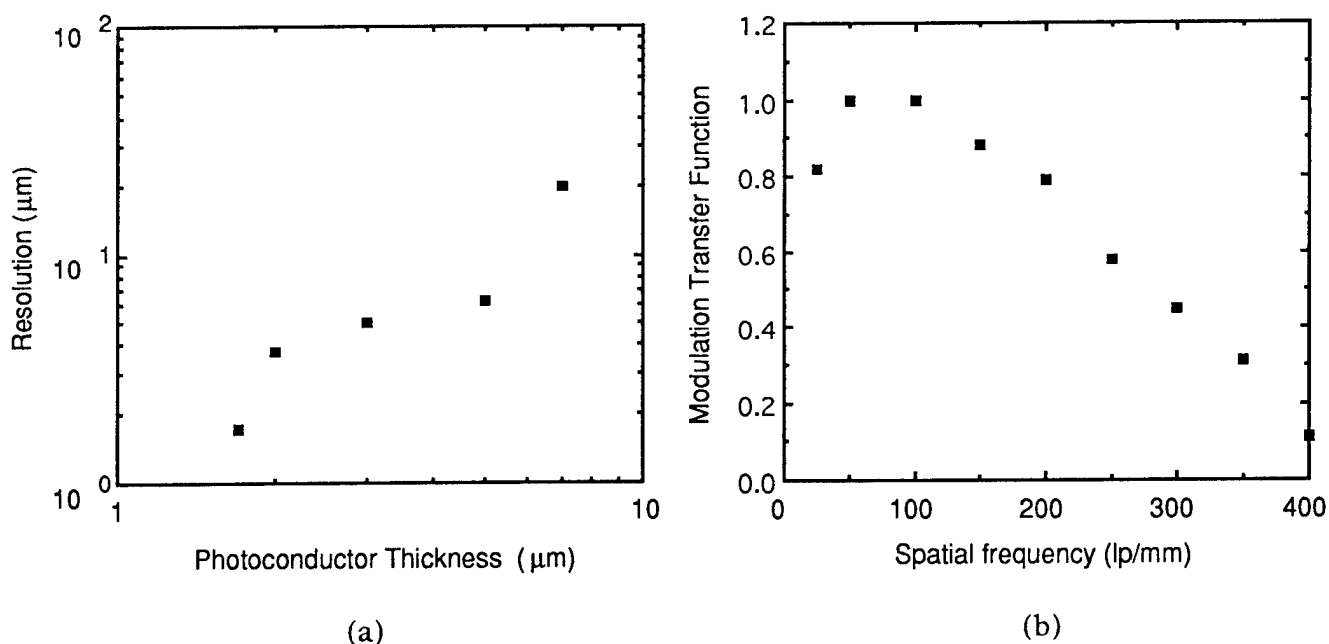 10 2
10 1
10 0
Resolution (μm)
1
10
Photoconductor Thickness (μm)
(a)
1.2
1.0
0.8
0.6
0.4
0.2
0.0
Modulation Transfer Function
0
100
200
300
400
Spatial frequency (lp/mm)
(b)